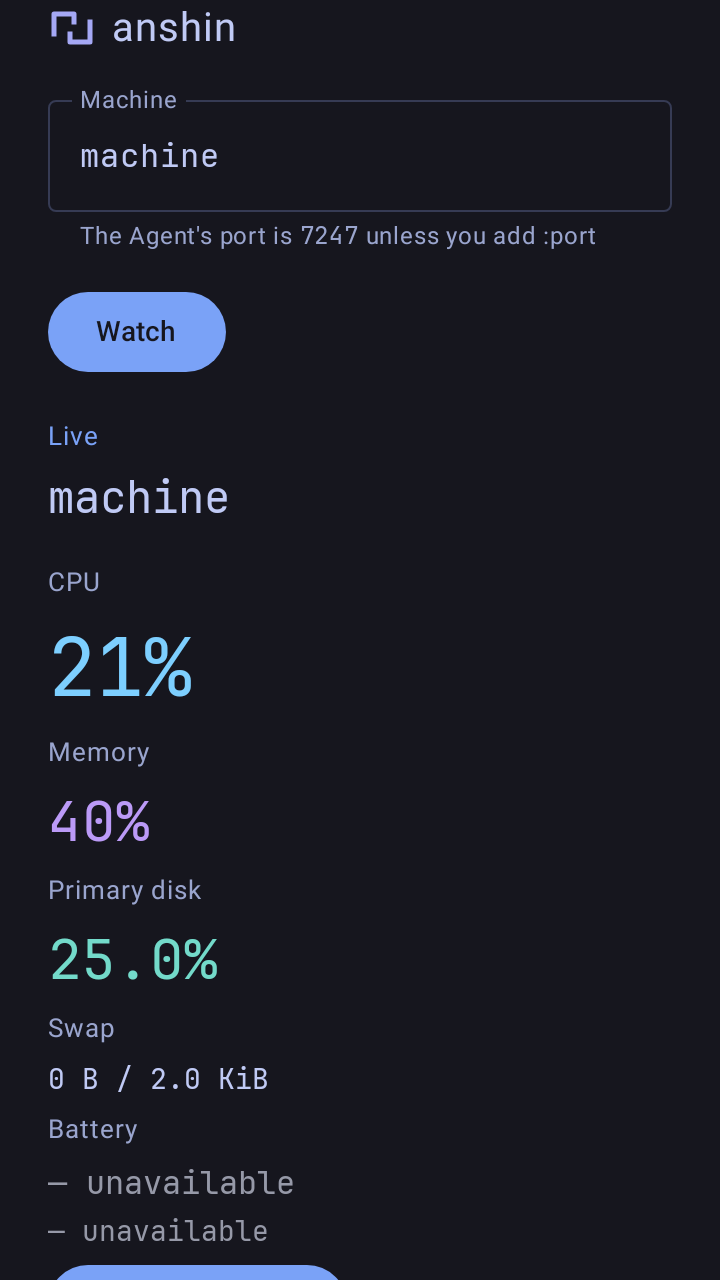 anshin
Machine
machine
The Agent's port is 7247 unless you add :port
Watch
Live
machine
CPU
21%
Memory
40%
Primary disk
25.0%
Swap
0 B / 2.0 KiB
Battery
— unavailable
— unavailable